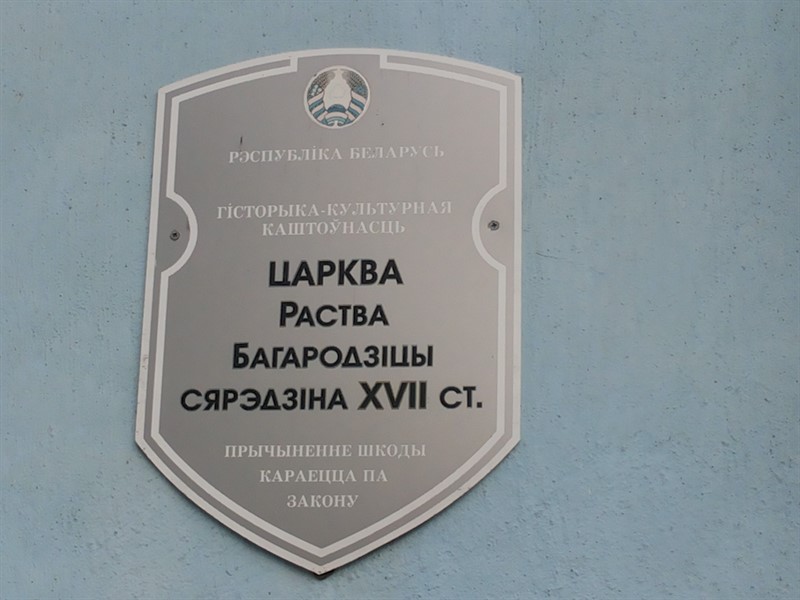 РЭСПУБЛІКА БЕЛАРУСЬ
ГІСТОРЫКА-КУЛЬТУРНАЯ
КАШТОЎНАСЦЬ
ЦАРКВА
РАСТВА
БАГАРОДЗІЦЫ
СЯРЭДЗІНА XVII СТ.
ПРЫЧЫНЕННЕ ШКОДЫ
КАРАЕЦЦА ПА
ЗАКОНУ